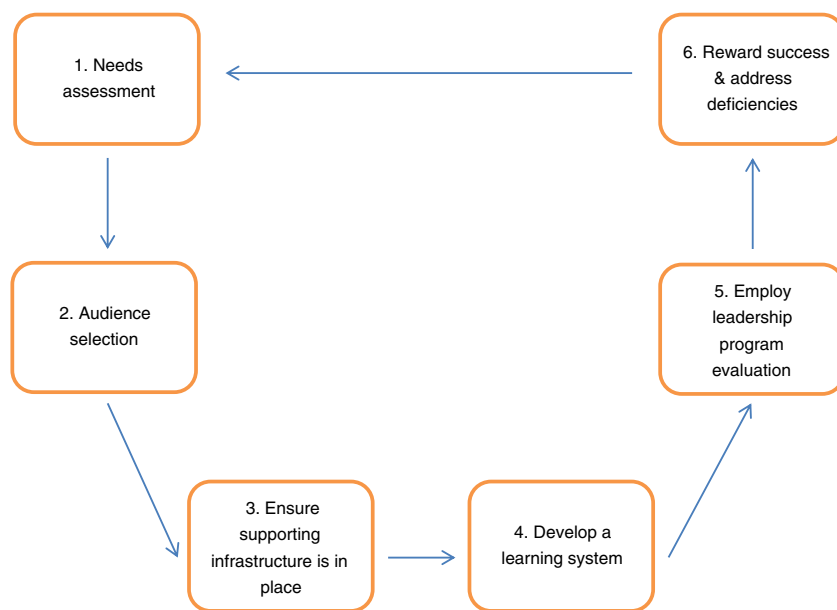 1. Needs
assessment
2. Audience
selection
3. Ensure
supporting
infrastructure is in
place
4. Develop a
learning system
5. Employ
leadership
program
evaluation
6. Reward success
& address
deficiencies